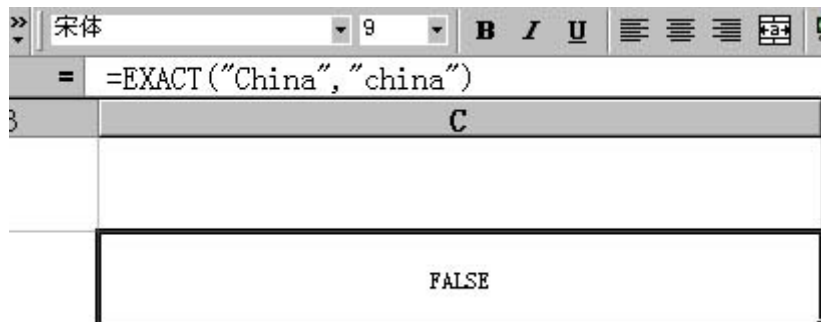 宋体 9 B I U a
= =EXACT("China","china")
C
FALSE